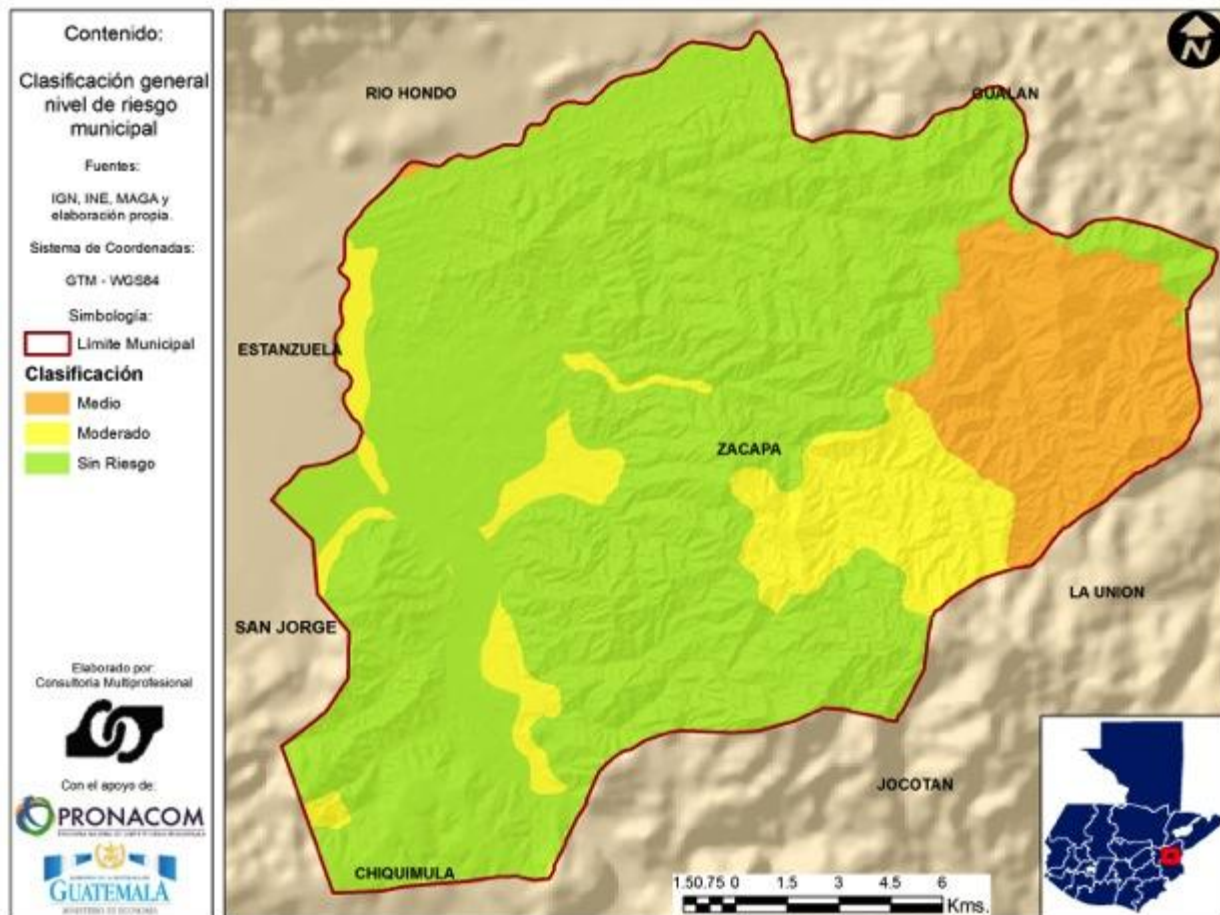 Contenido:
Clasificación general
nivel de riesgo
municipal
Fuentes:
IGN, INE, MAGA y
elaboración propia.
Sistema de Coordenadas:
GTM - WGS84
Simbología:
Límite Municipal
Clasificación
Medio
Moderado
Sin Riesgo
Elaborado por:
Consultoria Multiprofesional
Con el apoyo de:
PRONACOM
GUATEMALA
MINISTERIO DE ECONOMÍA
RIO HONDO
GUALAN
N
ESTANZUELA
ZACAPA
LA UNION
SAN JORGE
JOCOTAN
CHIQUIMULA
1.50.75 0 1.5 3 4.5 6
Kms.